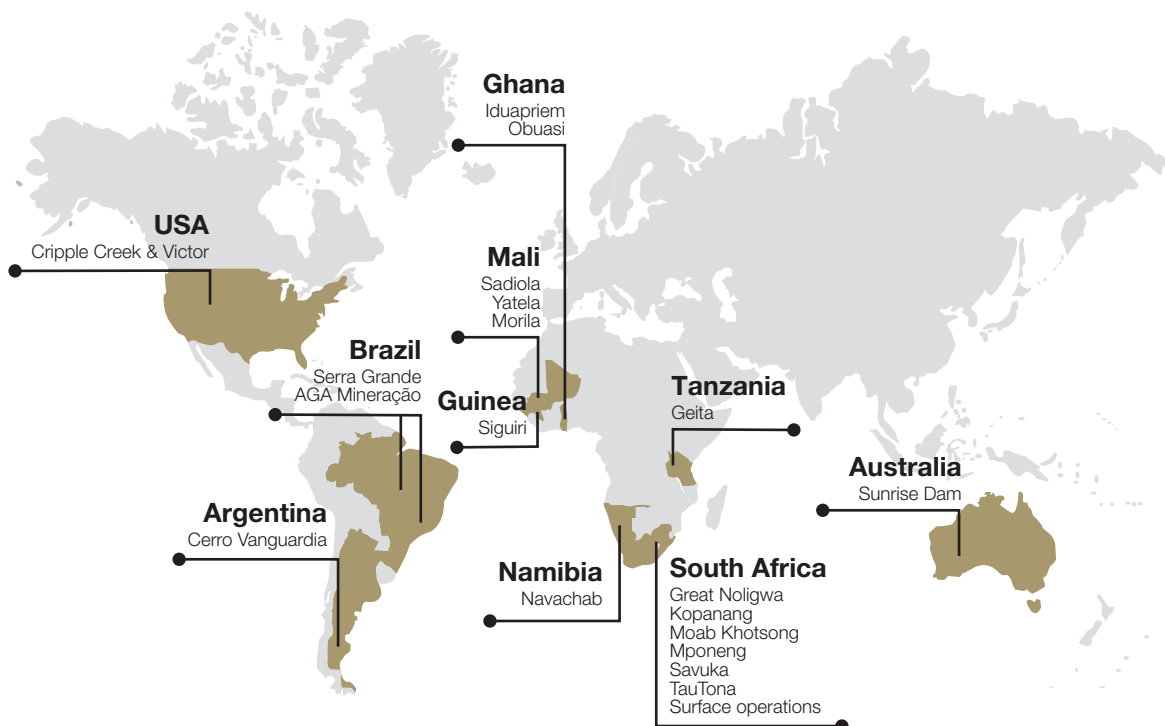 Ghana
Iduapriem
Obuasi
USA
Cripple Creek & Victor
Mali
Sadiola
Yatela
Morila
Brazil
Serra Grande
AGA Mineração
Guinea
Siguiri
Tanzania
Geita
Australia
Sunrise Dam
Argentina
Cerro Vanguardia
Namibia
Navachab
South Africa
Great Noligwa
Kopanang
Moab Khotsong
Mponeng
Savuka
TauTona
Surface operations